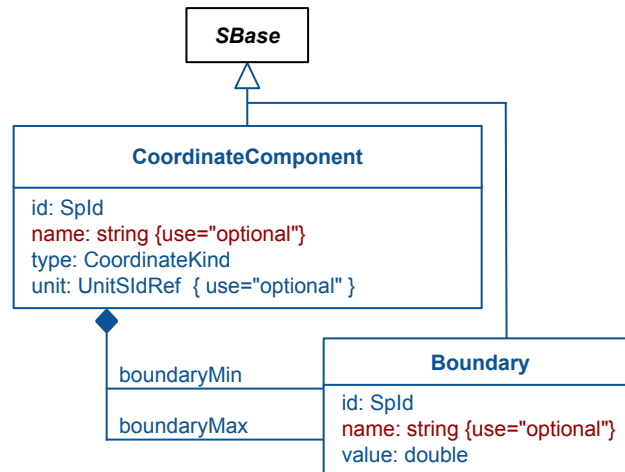 SBase
CoordinateComponent
id: SpId
name: string {use="optional"}
type: CoordinateKind
unit: UnitSIdRef  { use="optional" }
boundaryMin
boundaryMax
Boundary
id: SpId
name: string {use="optional"}
value: double